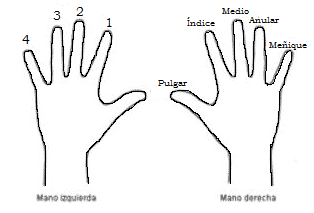 4
3
2
1
Índice
Medio
Anular
Meñique
Pulgar
Mano izquierda
Mano derecha